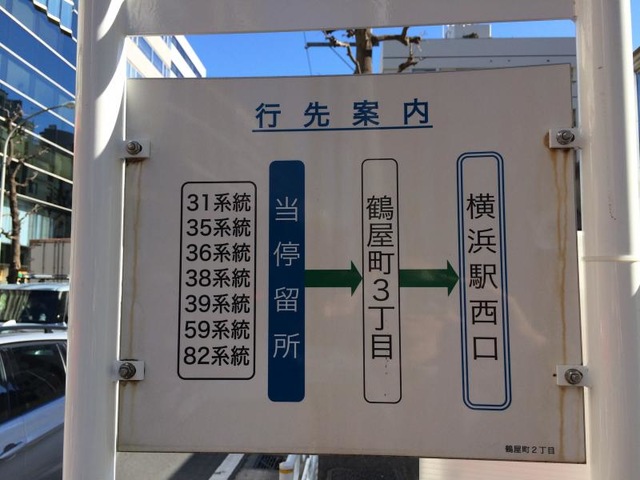 行先案内
31系統
35系統
36系統
38系統
39系統
59系統
82系統
当停留所
鶴屋町3丁目
横浜駅西口
鶴屋町2丁目